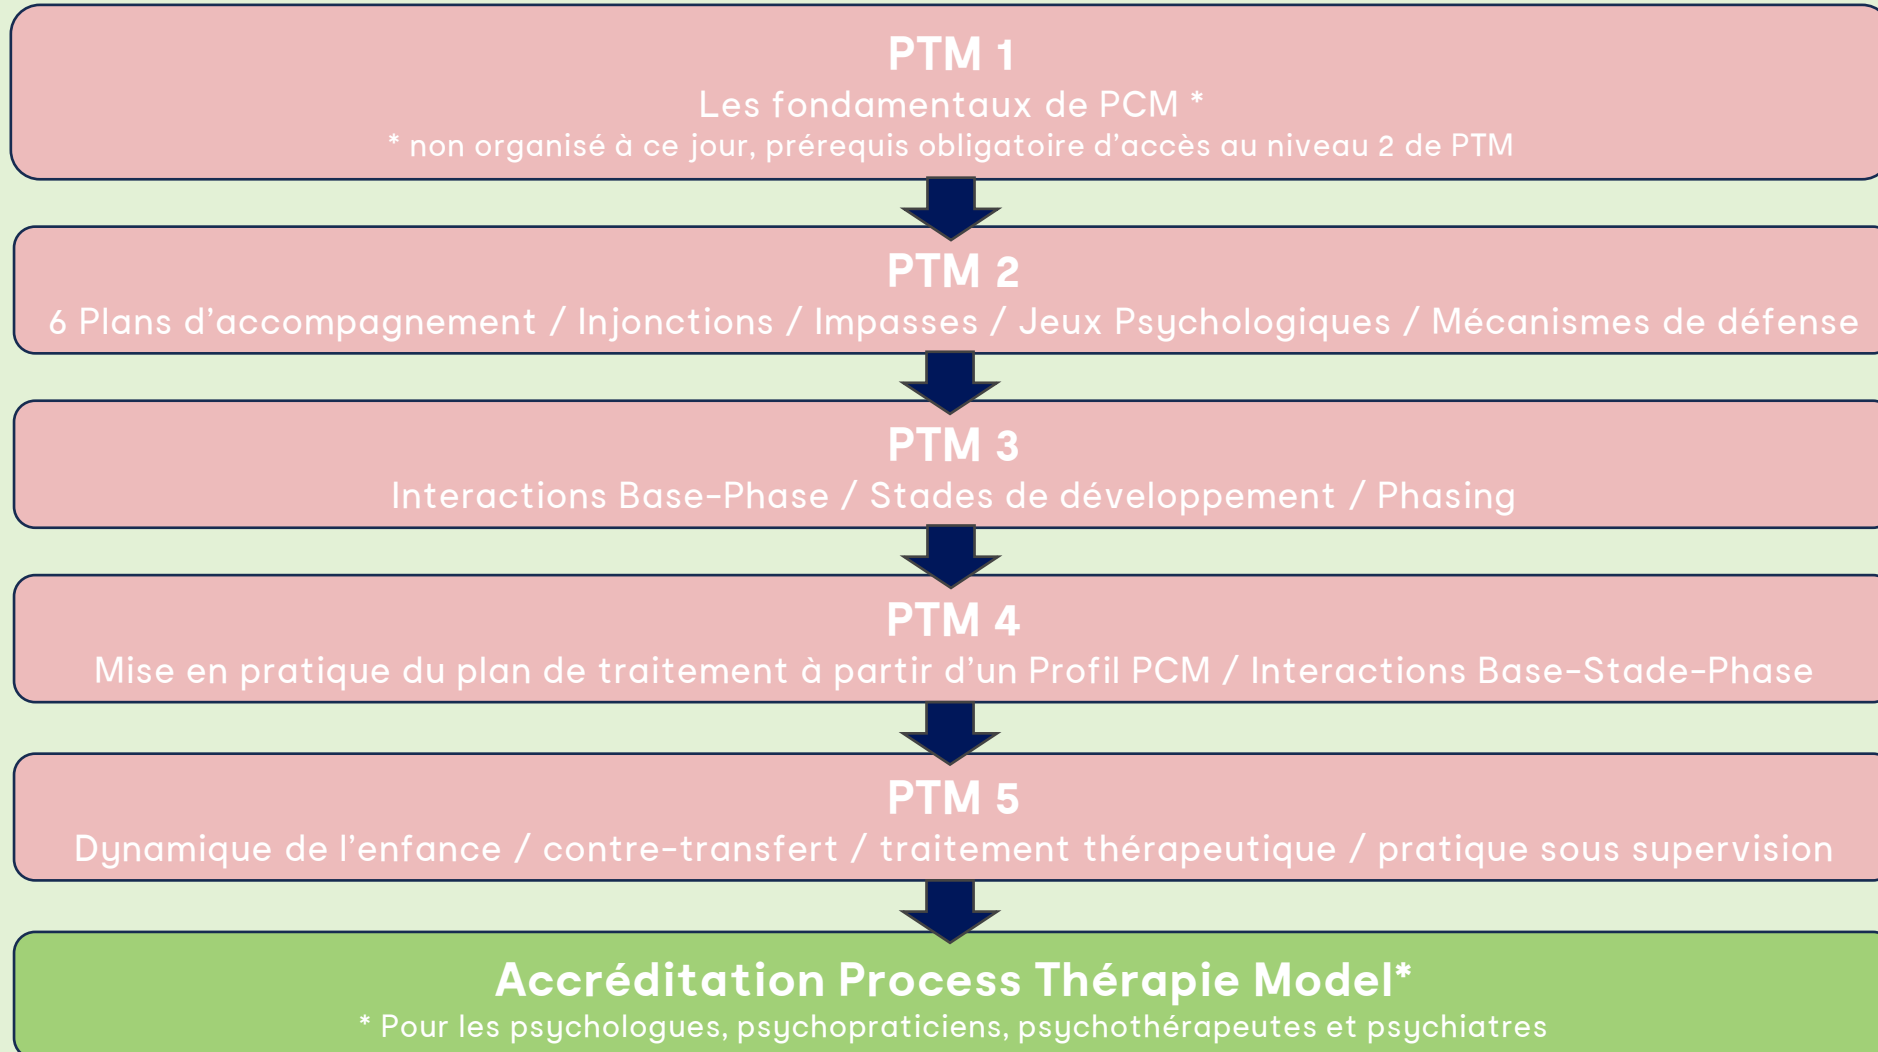 PTM 1
Les fondamentaux de PCM *
* non organisé à ce jour, prérequis obligatoire d’accès au niveau 2 de PTM
PTM 2
6 Plans d’accompagnement / Injonctions / Impasses / Jeux Psychologiques / Mécanismes de défense
PTM 3
Interactions Base-Phase / Stades de développement / Phasing
PTM 4
Mise en pratique du plan de traitement à partir d’un Profil PCM / Interactions Base-Stade-Phase
PTM 5
Dynamique de l’enfance / contre-transfert / traitement thérapeutique / pratique sous supervision
Accréditation Process Thérapie Model*
* Pour les psychologues, psychopraticiens, psychothérapeutes et psychiatres